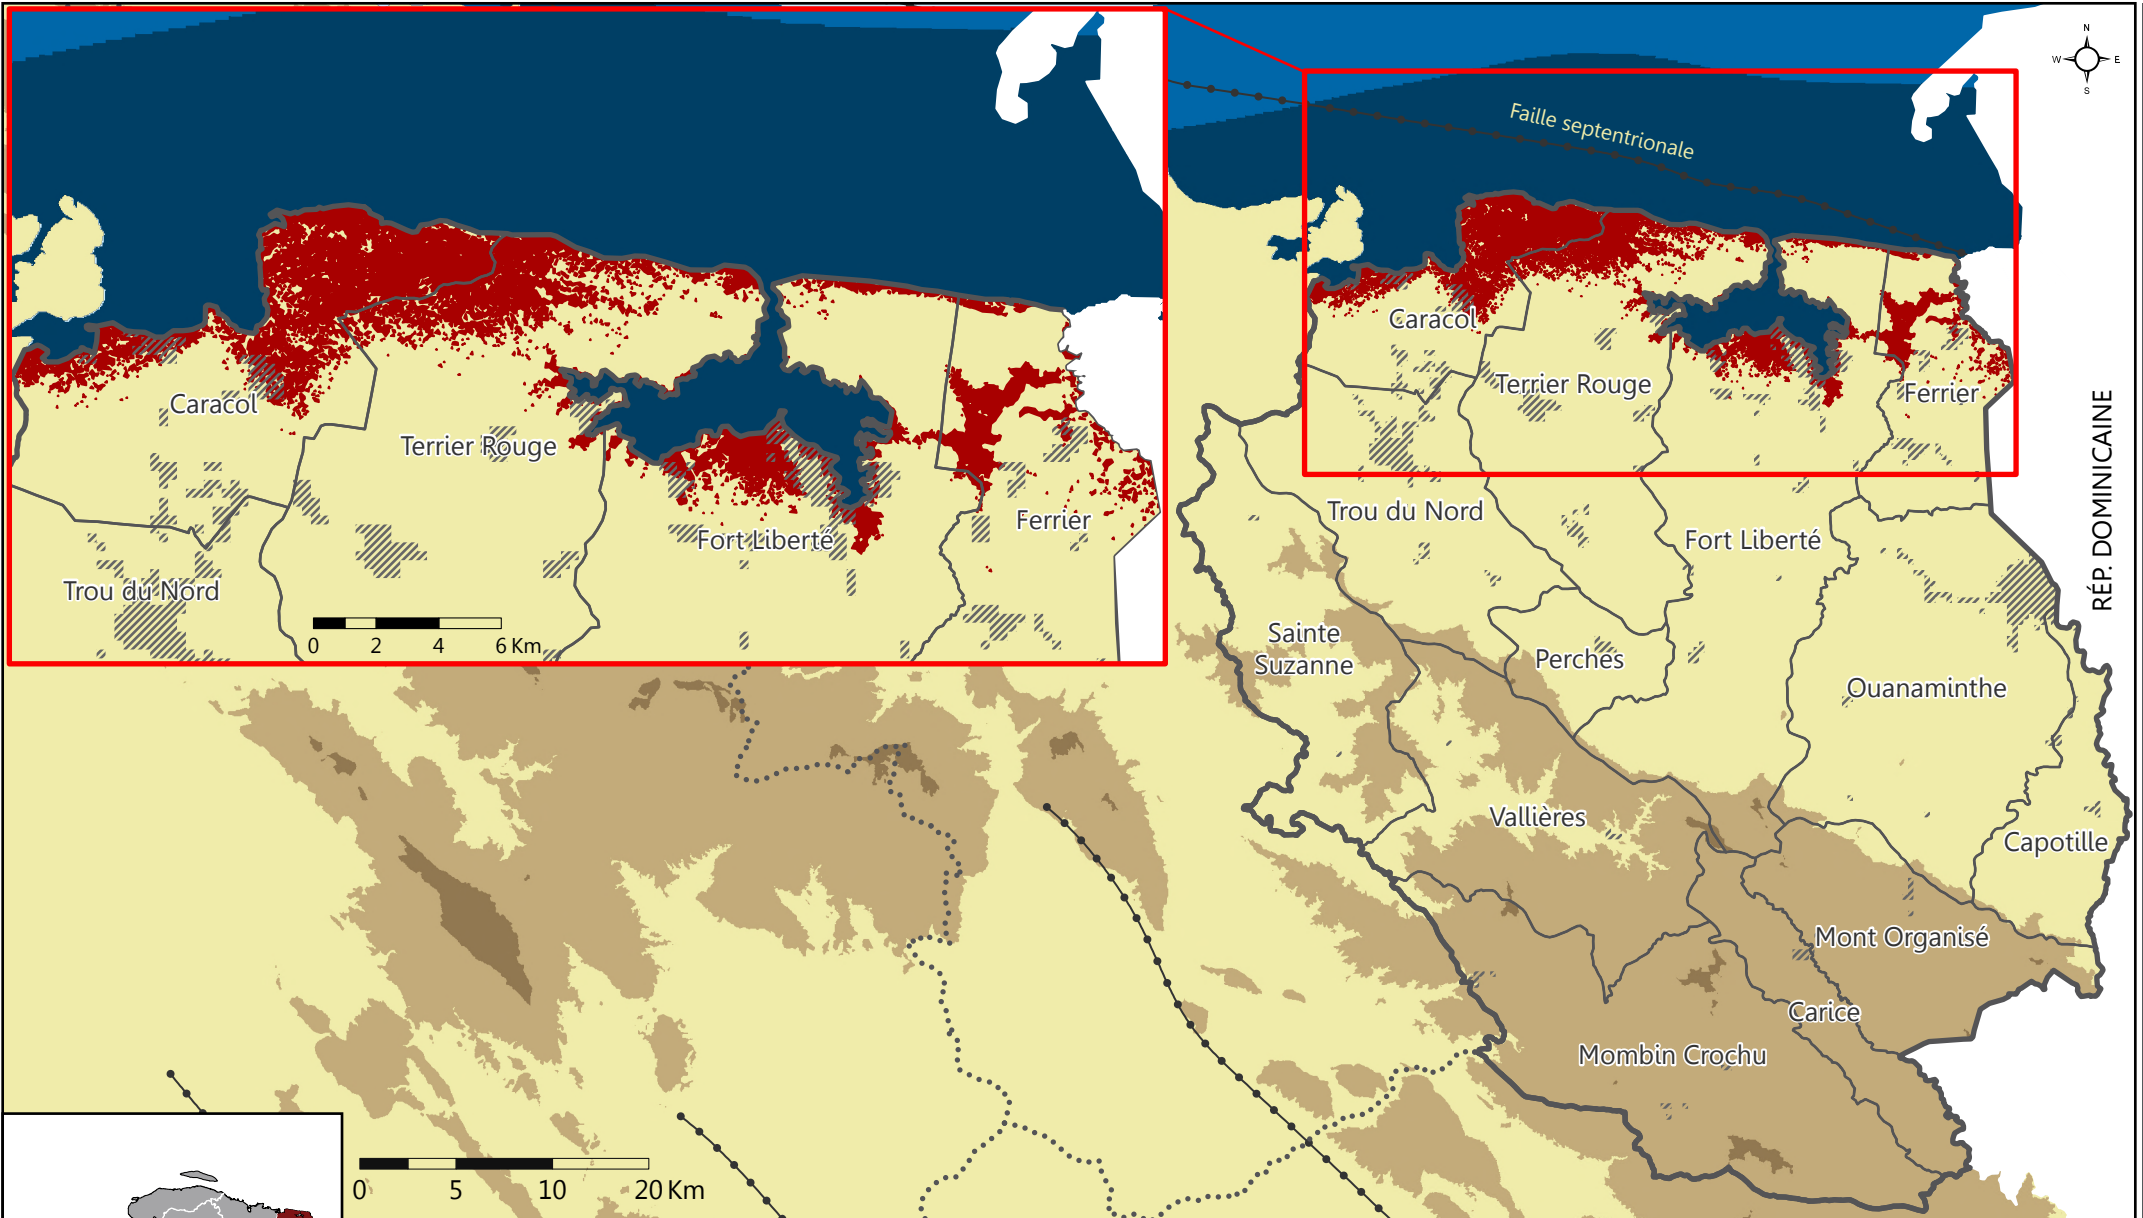 N
W E
S
Faille septentrionale
Caracol
Terrier Rouge
Ferrier
Fort Liberté
Trou du Nord
0 2 4 6 Km
Caracol
Terrier Rouge
Ferrier
RÉP. DOMINICAINE
Trou du Nord
Fort Liberté
Sainte
Suzanne
Perches
Ouanaminthe
Vallières
Capotille
Mont Organisé
Carice
Mombin Crochu
0 5 10 20 Km